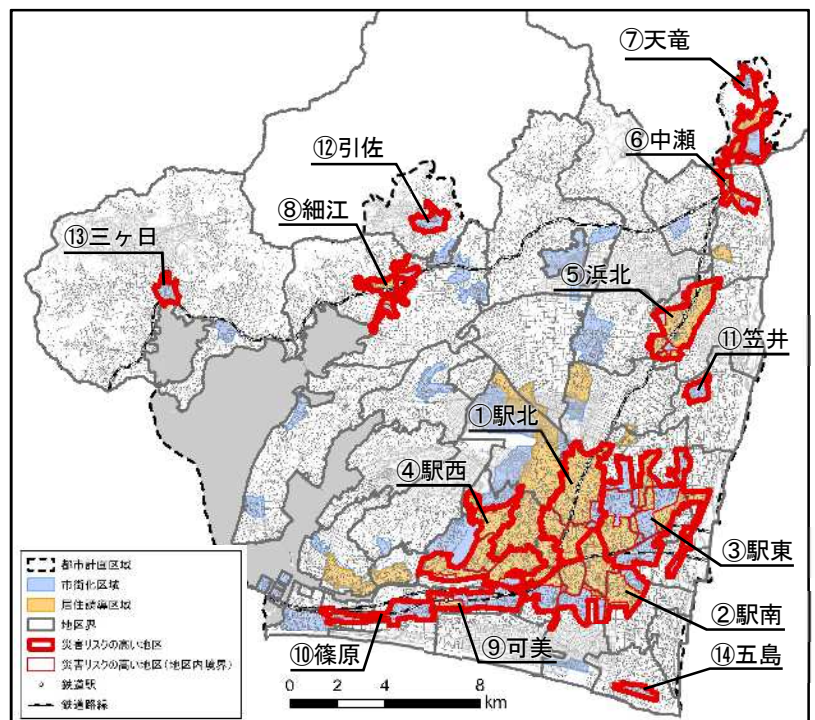 ⑦天竜
⑫引佐
⑥中瀬
⑧細江
⑬三ヶ日
⑤浜北
⑪笠井
①駅北
④駅西
③駅東
②駅南
⑨可美
⑩篠原
⑭五島
都市計画区域
市街化区域
居住誘導区域
地区界
災害リスクの高い地区
災害リスクの高い地区(地区内境界)
鉄道駅
鉄道路線
0 2 4 8
km